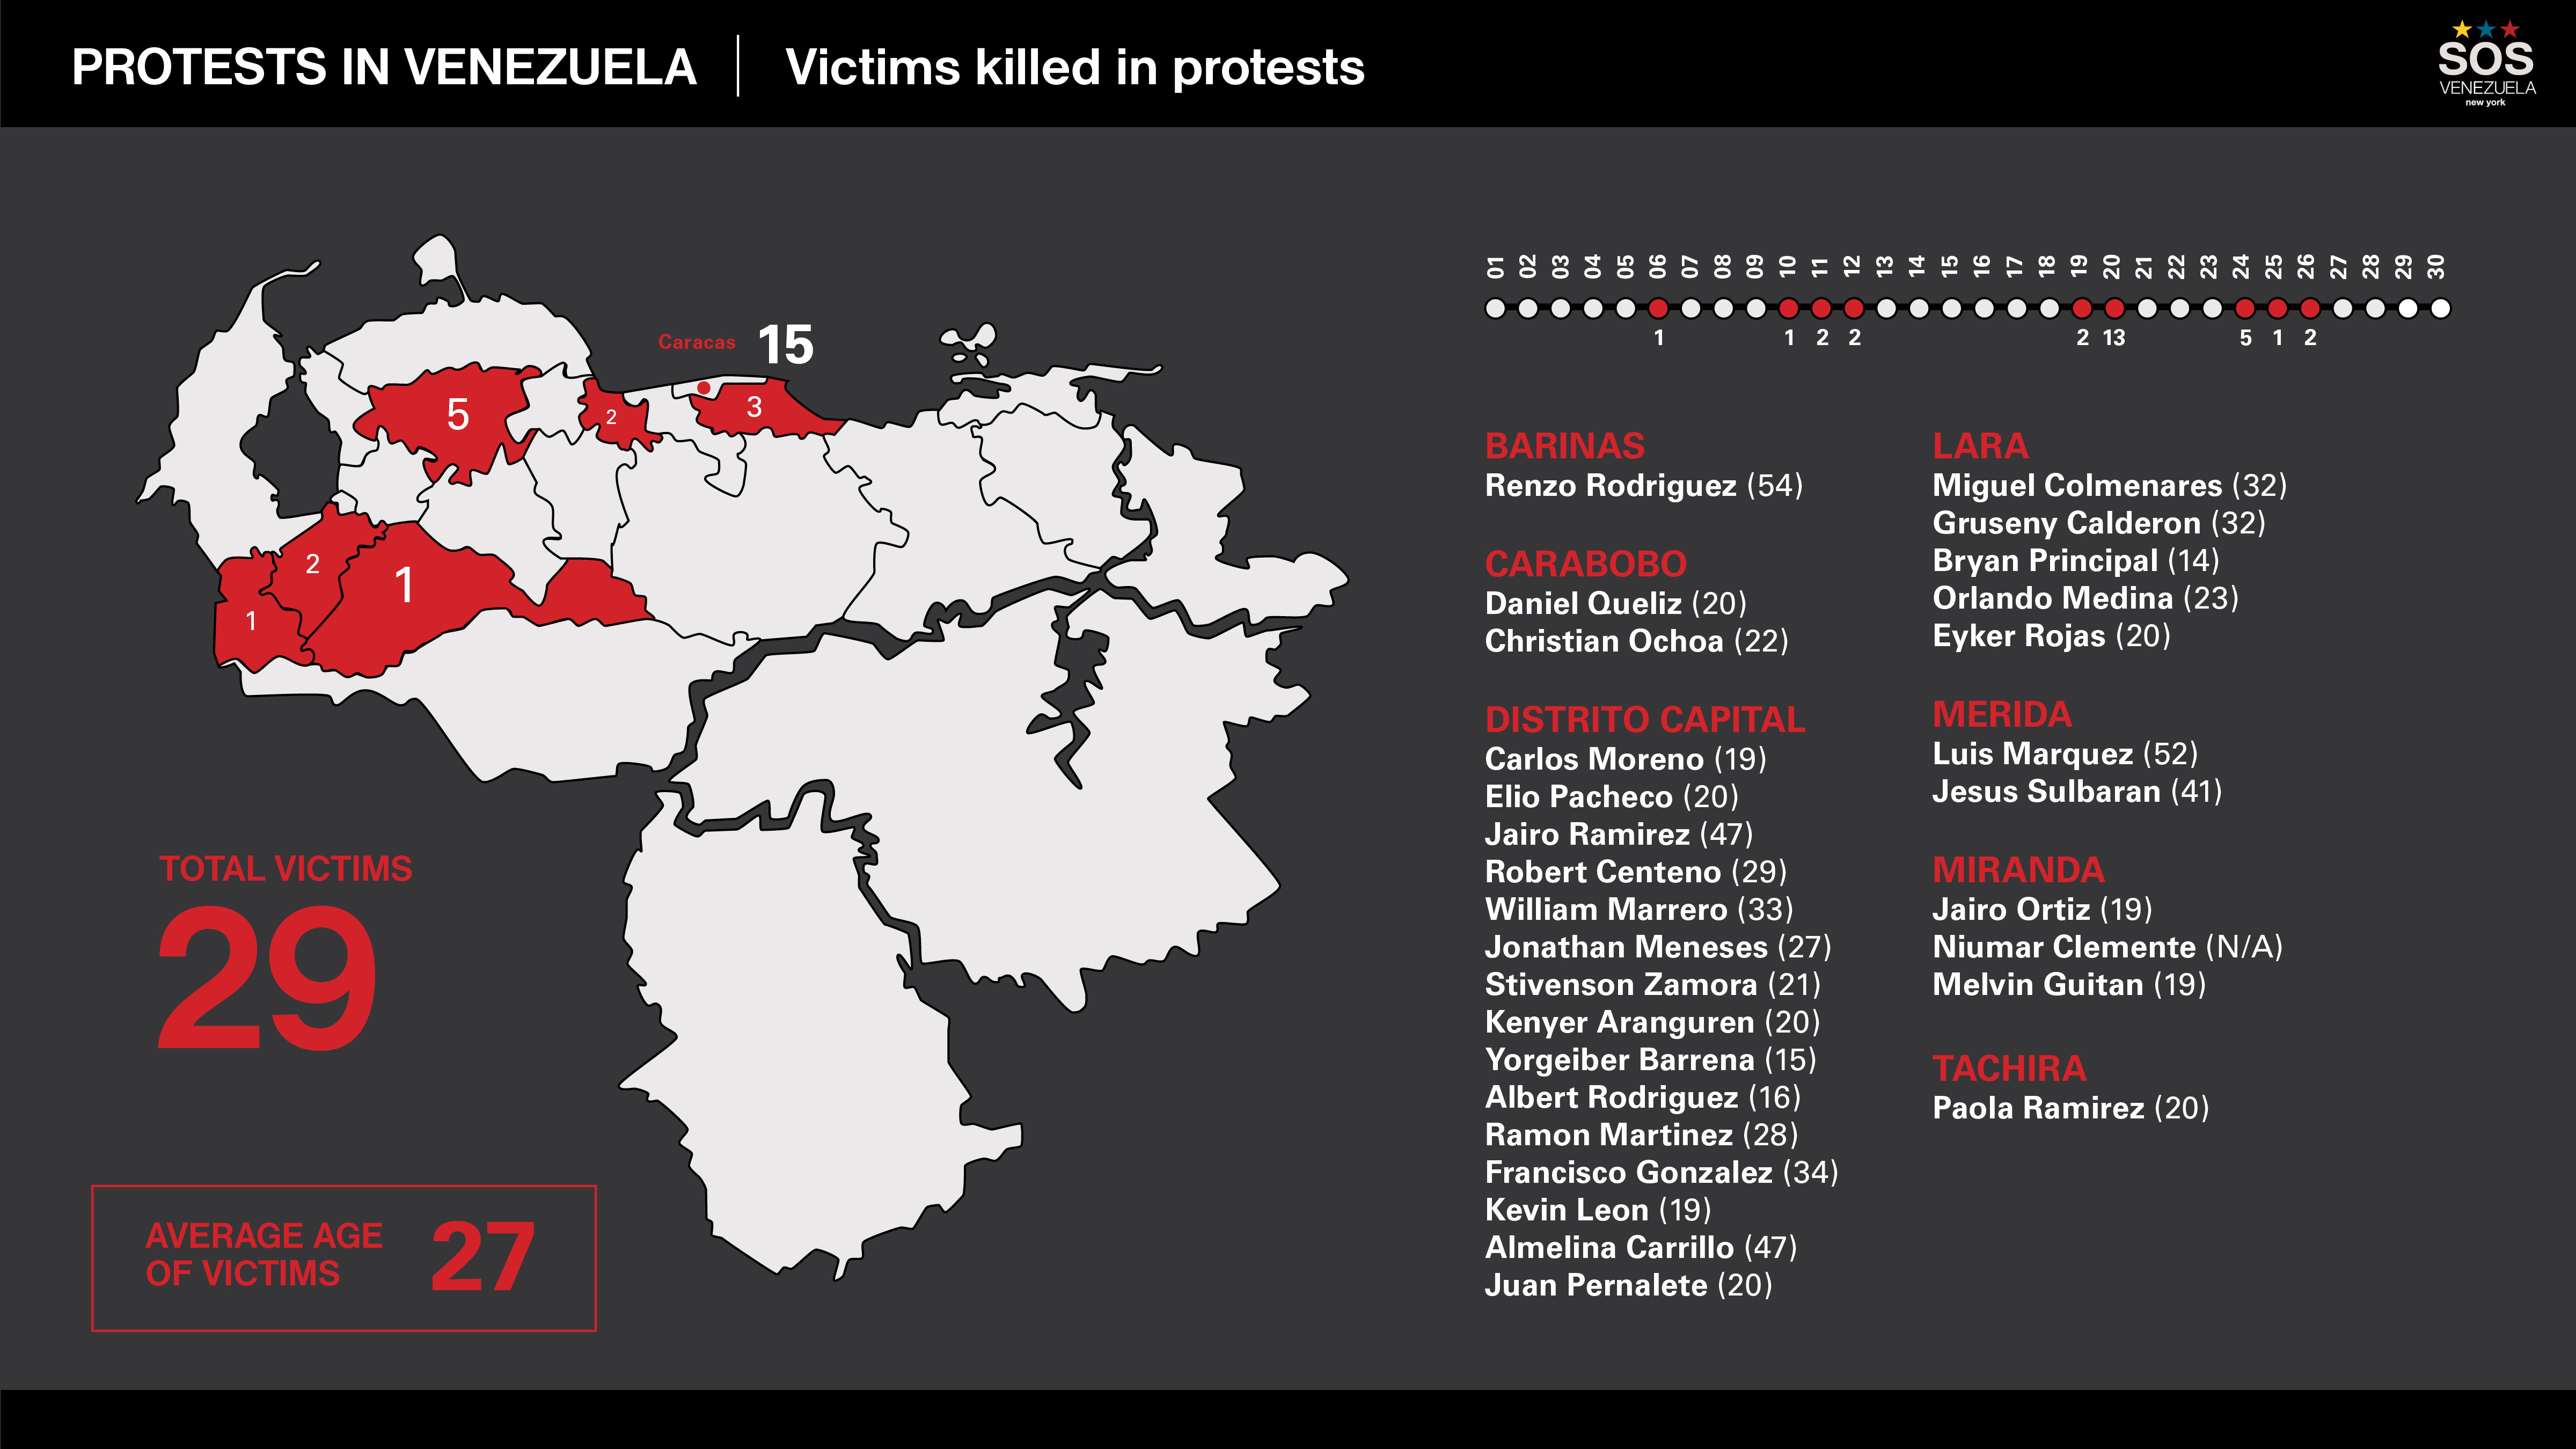 PROTESTS IN VENEZUELA
Victims killed in protests
SOS
VENEZUELA
new york
Caracas 15
5
2
3
2
1
1
TOTAL VICTIMS
29
AVERAGE AGE
OF VICTIMS
27
01 02 03 04 05 06 07 08 09 10 11 12 13 14 15 16 17 18 19 20 21 22 23 24 25 26 27 28 29 30
1 1 2 2 2 13 5 1 2
BARINAS
Renzo Rodriguez (54)
CARABOBO
Daniel Queliz (20)
Christian Ochoa (22)
DISTRITO CAPITAL
Carlos Moreno (19)
Elio Pacheco (20)
Jairo Ramirez (47)
Robert Centeno (29)
William Marrero (33)
Jonathan Meneses (27)
Stivenson Zamora (21)
Kenyer Aranguren (20)
Yorgeiber Barrena (15)
Albert Rodriguez (16)
Ramon Martinez (28)
Francisco Gonzalez (34)
Kevin Leon (19)
Almelina Carrillo (47)
Juan Pernalete (20)
LARA
Miguel Colmenares (32)
Gruseny Calderon (32)
Bryan Principal (14)
Orlando Medina (23)
Eyker Rojas (20)
MERIDA
Luis Marquez (52)
Jesus Sulbaran (41)
MIRANDA
Jairo Ortiz (19)
Niumar Clemente (N/A)
Melvin Guitan (19)
TACHIRA
Paola Ramirez (20)